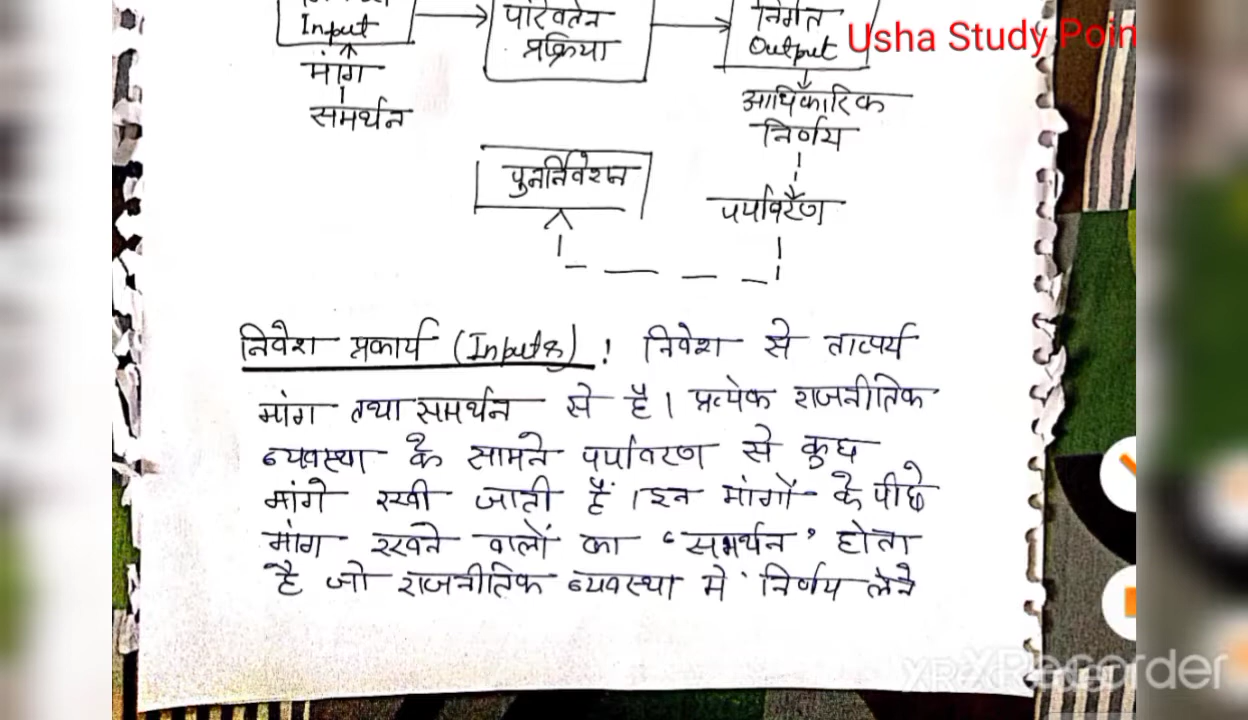 Input
परिवर्तन
प्रक्रिया
निर्गत
Output
Usha Study Poin
मांग
समर्थन
आधिकारिक
निर्णय
पुनर्निवेशन
पर्यावरण
निवेश प्रकार्य (Inputs) : निवेश से तात्पर्य
मांग तथा समर्थन से है। प्रत्येक राजनीतिक
व्यवस्था के सामने पर्यावरण से कुछ
मांगे रखी जाती हैं। इन मांगों के पीछे
मांग रखने वालों का 'समर्थन' होता
है जो राजनीतिक व्यवस्था में निर्णय लेने
XRecorder